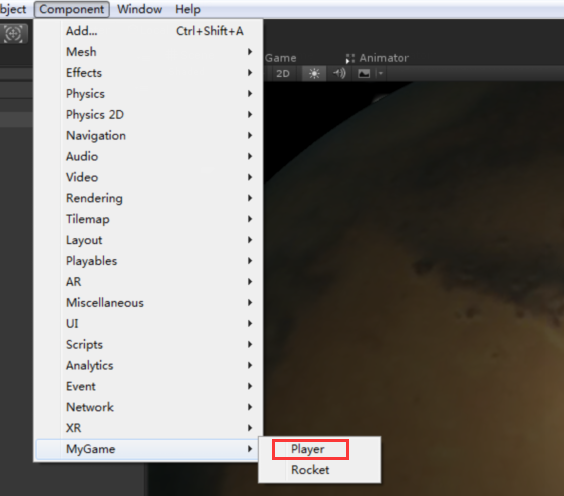 bject Component Window Help
Add... Ctrl+Shift+A
Mesh
Game Animator
Effects
2D
Physics
Physics 2D
Navigation
Audio
Video
Rendering
Tilemap
Layout
Playables
AR
Miscellaneous
UI
Scripts
Analytics
Event
Network
XR
MyGame
Player
Rocket